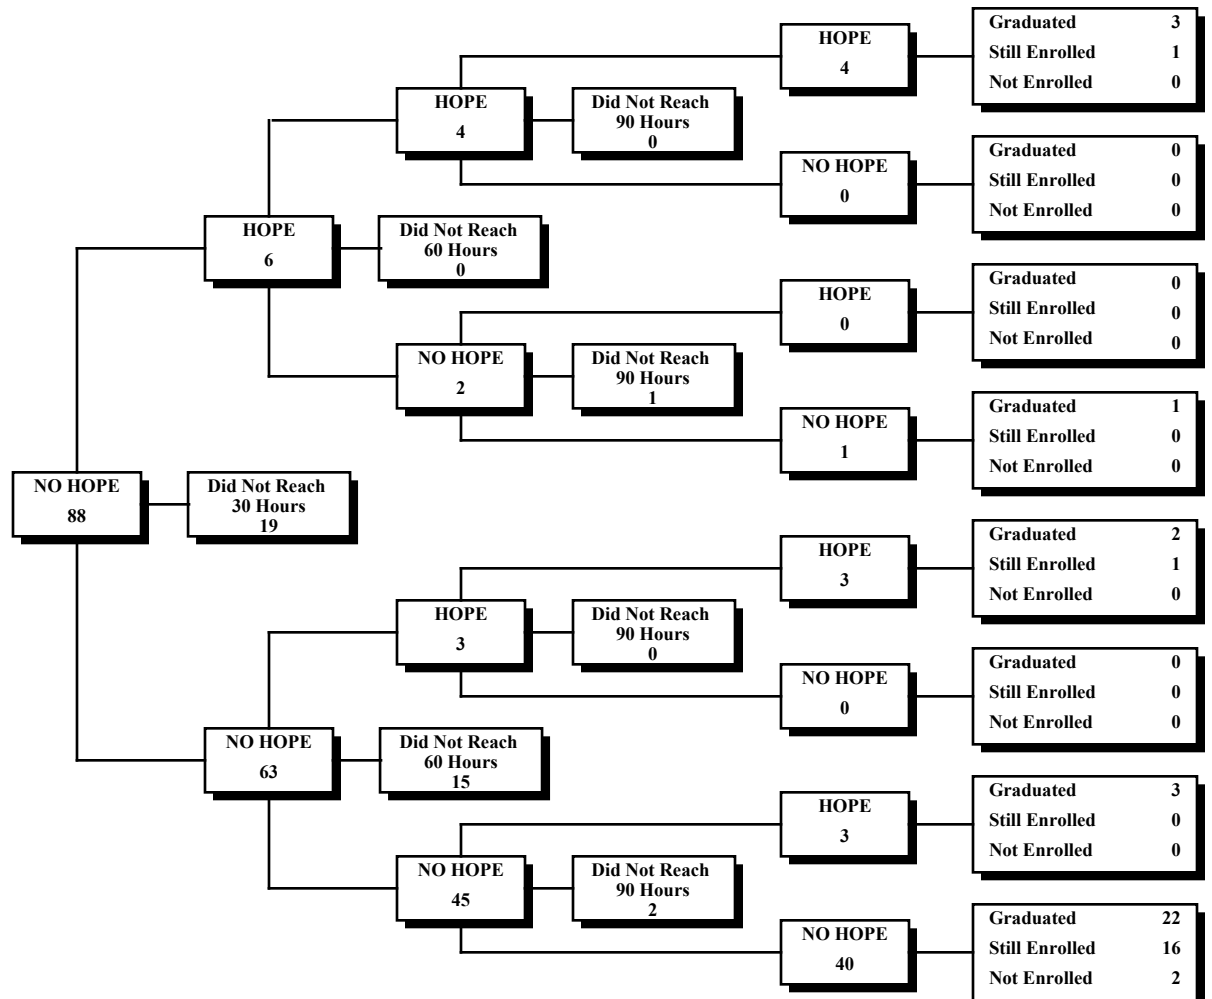 HOPE
4
Graduated 3
Still Enrolled 1
Not Enrolled 0
HOPE
4
Did Not Reach
90 Hours
0
NO HOPE
0
Graduated 0
Still Enrolled 0
Not Enrolled 0
HOPE
6
Did Not Reach
60 Hours
0
HOPE
0
Graduated 0
Still Enrolled 0
Not Enrolled 0
NO HOPE
2
Did Not Reach
90 Hours
1
NO HOPE
1
Graduated 1
Still Enrolled 0
Not Enrolled 0
NO HOPE
88
Did Not Reach
30 Hours
19
HOPE
3
Graduated 2
Still Enrolled 1
Not Enrolled 0
HOPE
3
Did Not Reach
90 Hours
0
NO HOPE
0
Graduated 0
Still Enrolled 0
Not Enrolled 0
NO HOPE
63
Did Not Reach
60 Hours
15
HOPE
3
Graduated 3
Still Enrolled 0
Not Enrolled 0
NO HOPE
45
Did Not Reach
90 Hours
2
NO HOPE
40
Graduated 22
Still Enrolled 16
Not Enrolled 2